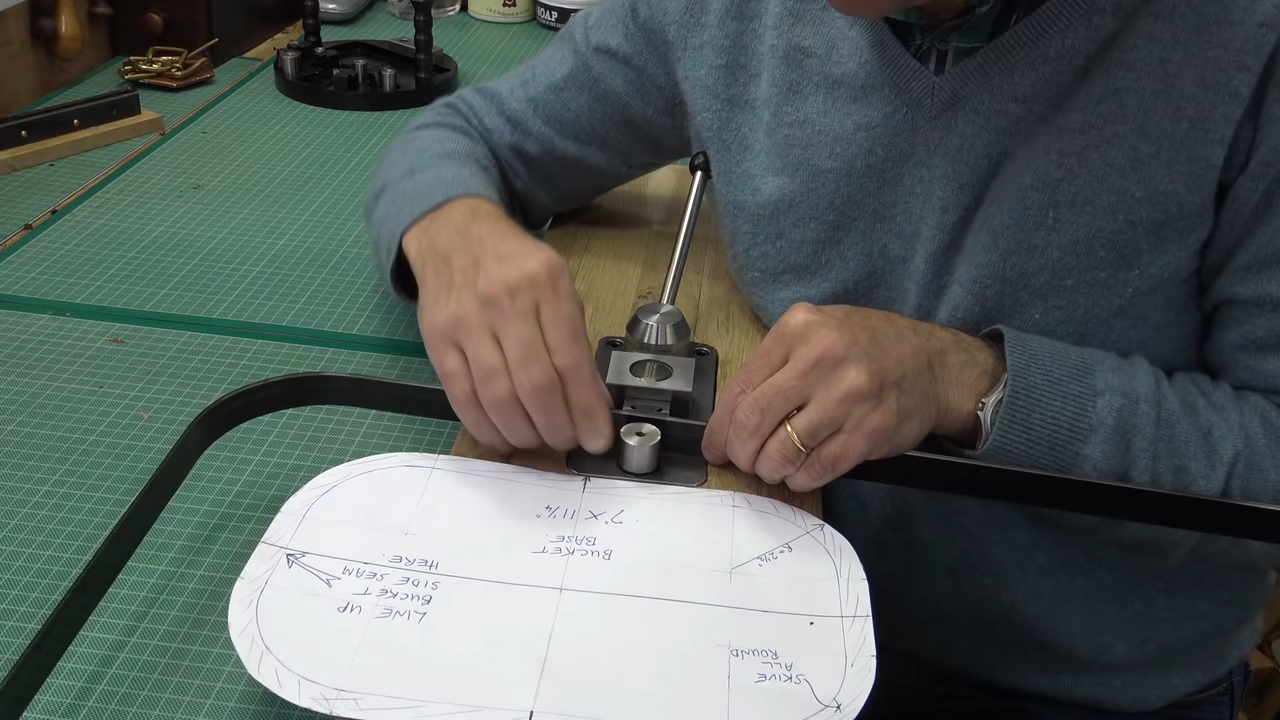 SOAP
BUCKET
BASE.
7" X 11¼"
R=2½"
LINE UP
BUCKET
SIDE SEAM
HERE.
SKIVE
ALL
ROUND